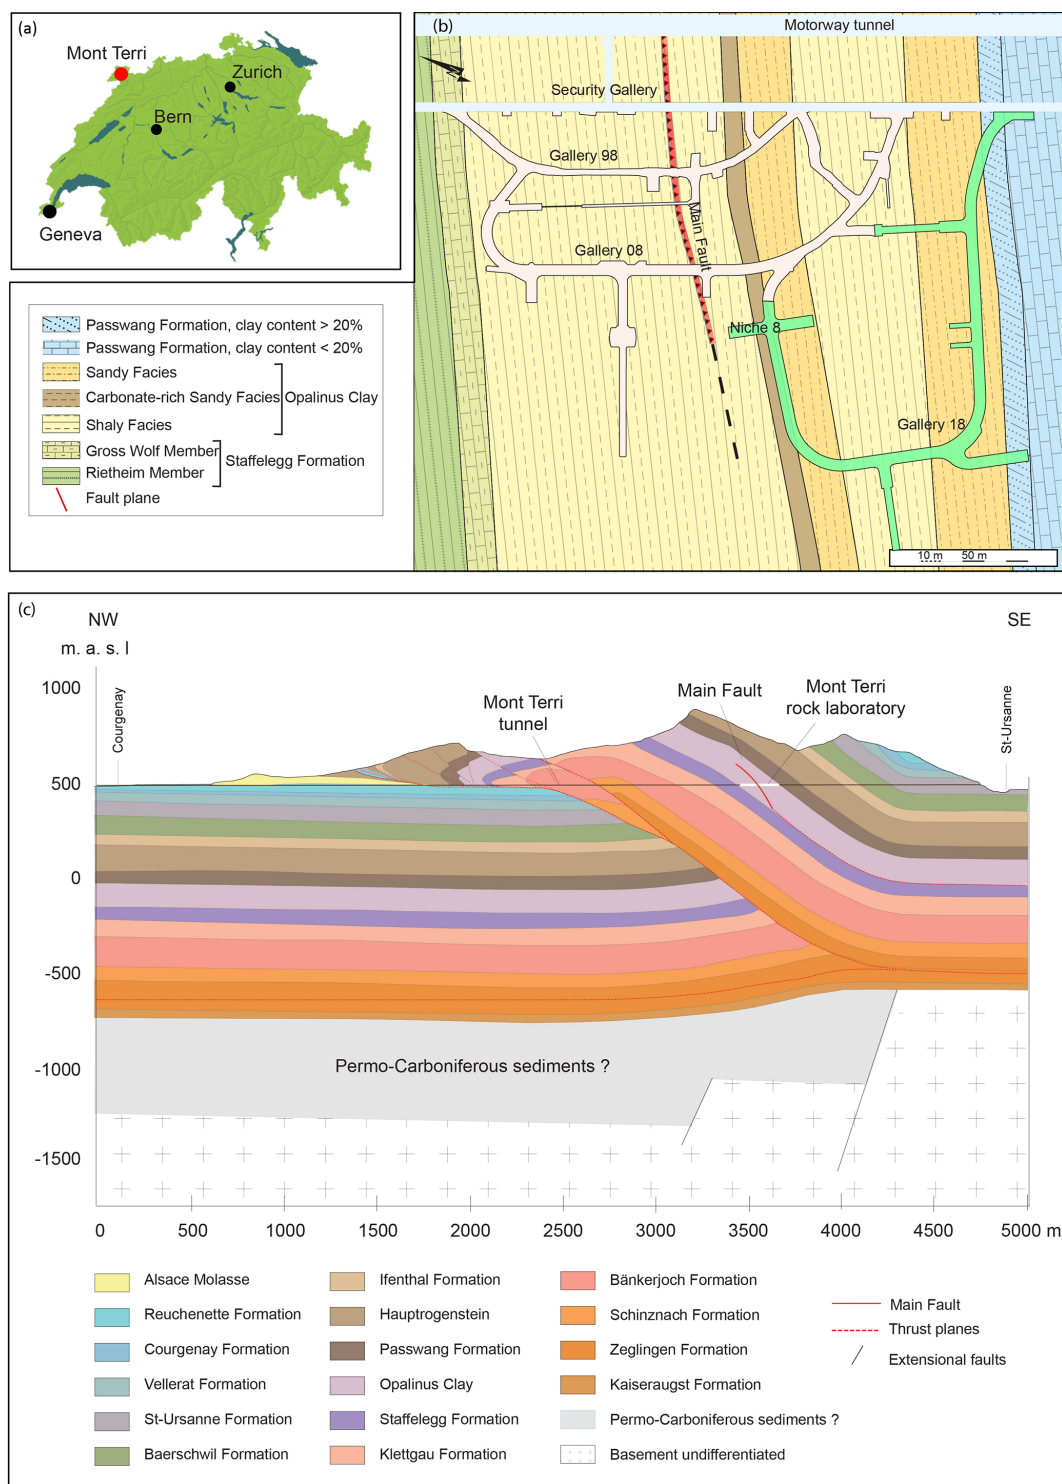 (a)
Mont Terri
Zurich
Bern
Geneva
(b)
Motorway tunnel
Security Gallery
Gallery 98
Main Fault
Gallery 08
Niche 8
Gallery 18
10 m 50 m
Passwang Formation, clay content > 20%
Passwang Formation, clay content < 20%
Sandy Facies
Carbonate-rich Sandy Facies
Opalinus Clay
Shaly Facies
Gross Wolf Member
Staffelegg Formation
Rietheim Member
Fault plane
(c)
NW
SE
m. a. s. l
1000
500
0
-500
-1000
-1500
Courgenay
Mont Terri
tunnel
Main Fault
Mont Terri
rock laboratory
St-Ursanne
Permo-Carboniferous sediments ?
0 500 1000 1500 2000 2500 3000 3500 4000 4500 5000 m
Alsace Molasse
Reuchenette Formation
Courgenay Formation
Vellerat Formation
St-Ursanne Formation
Baerschwil Formation
Ifenthal Formation
Hauptrogenstein
Passwang Formation
Opalinus Clay
Staffelegg Formation
Klettgau Formation
Bänkerjoch Formation
Schinznach Formation
Zeglingen Formation
Kaiseraugst Formation
Permo-Carboniferous sediments ?
Basement undifferentiated
Main Fault
Thrust planes
Extensional faults